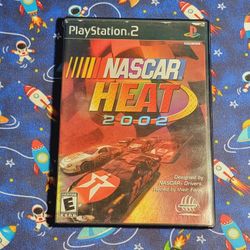 PlayStation 2
NASCAR
HEAT
2002
Designed by
NASCAR Drivers
E